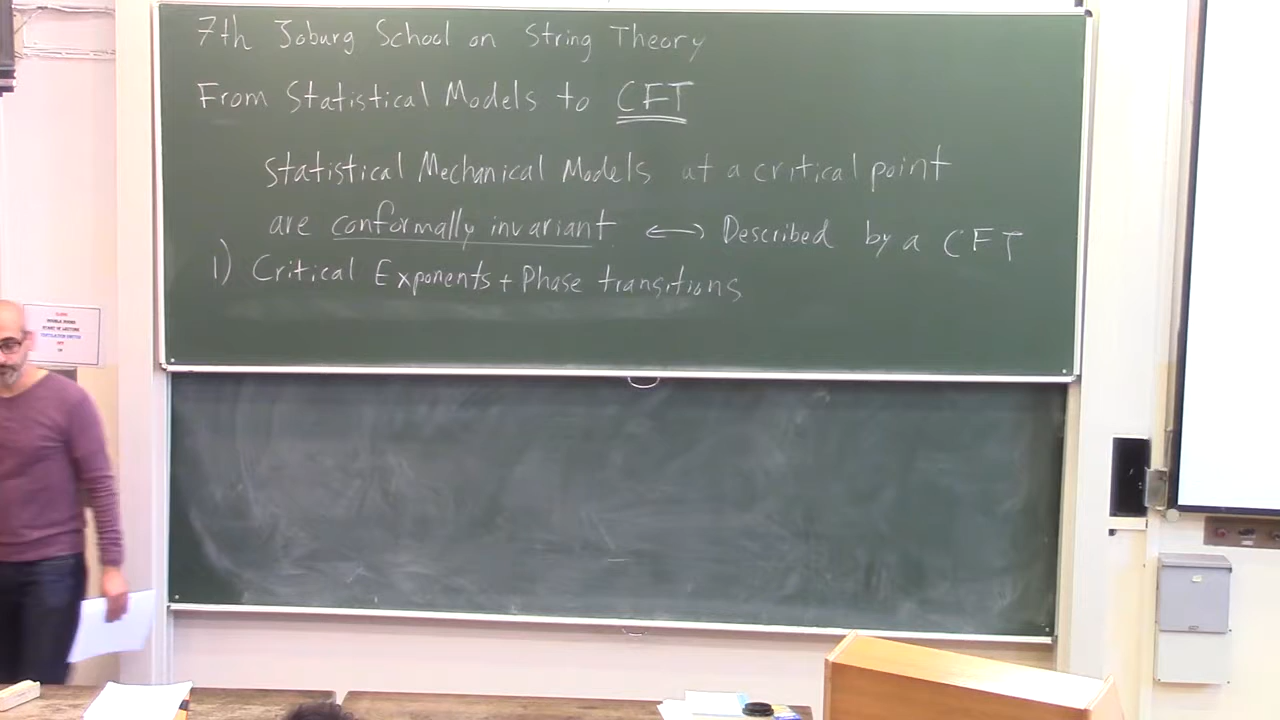 7th Joburg School on String Theory
From Statistical Models to CFT
Statistical Mechanical Models at a critical point
are conformally invariant ⟷ Described by a CFT
1) Critical Exponents + Phase transitions